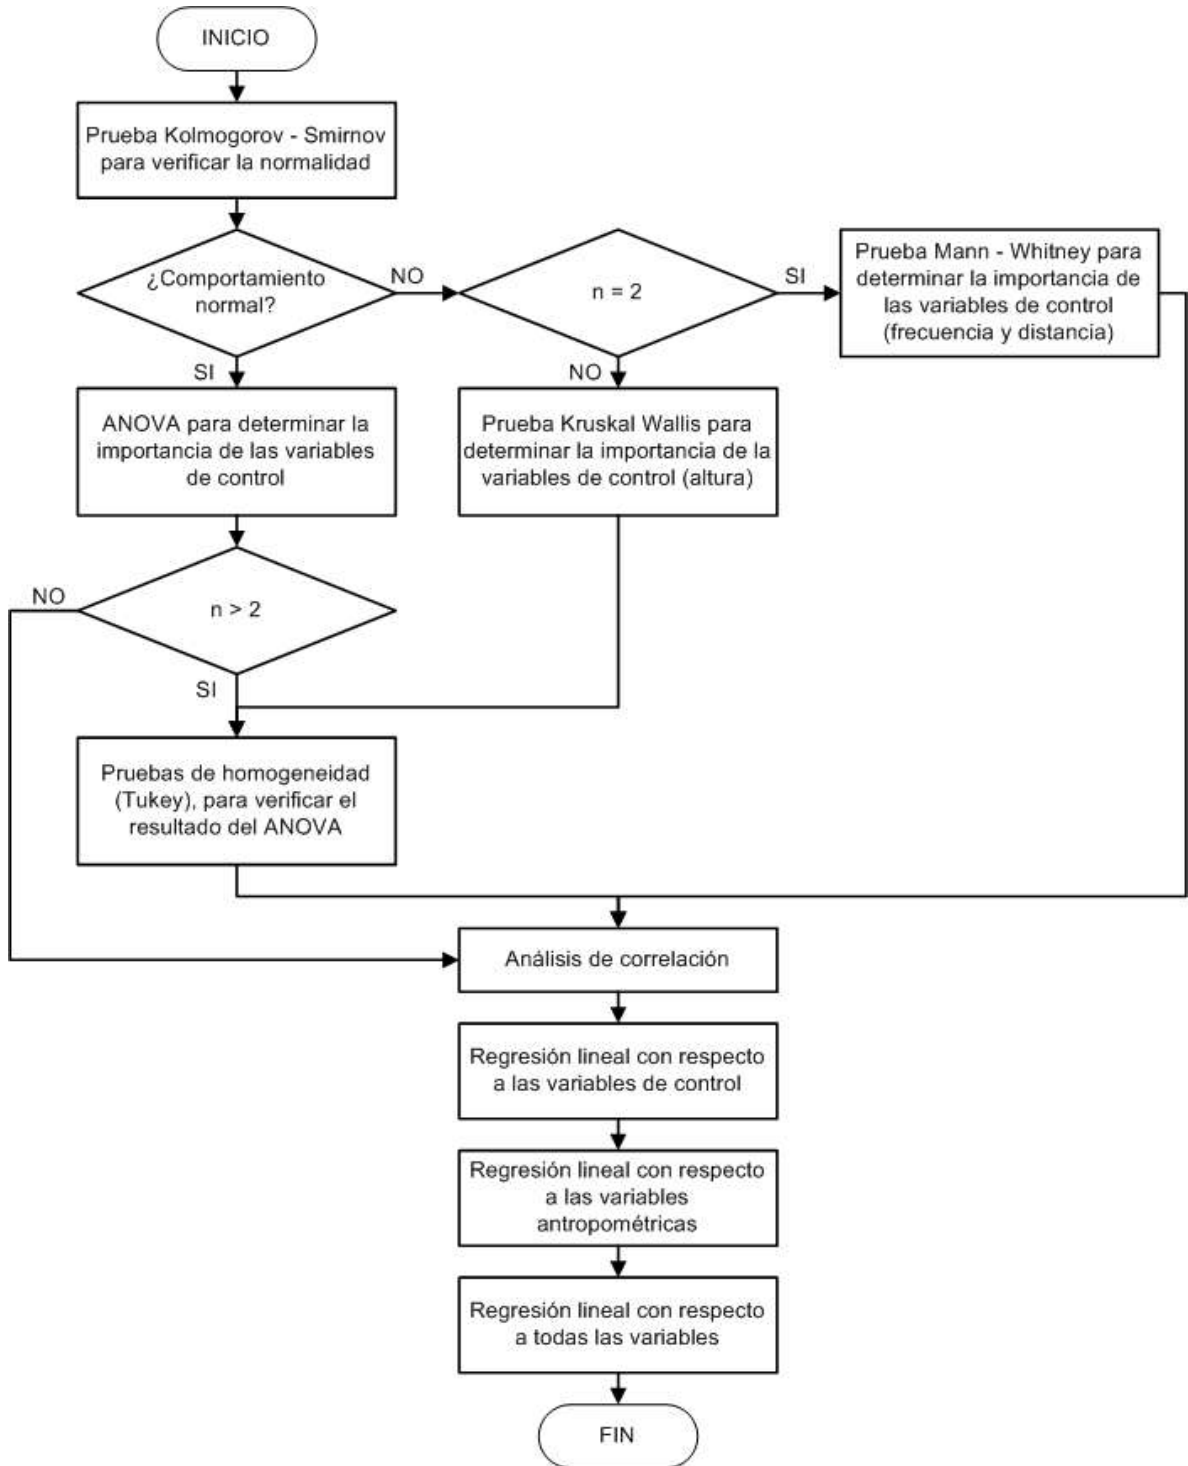 INICIO
Prueba Kolmogorov - Smirnov
para verificar la normalidad
¿Comportamiento
normal?
NO
n = 2
SI
Prueba Mann - Whitney para
determinar la importancia de
las variables de control
(frecuencia y distancia)
SI
NO
ANOVA para determinar la
importancia de las variables
de control
Prueba Kruskal Wallis para
determinar la importancia de la
variables de control (altura)
NO
n > 2
SI
Pruebas de homogeneidad
(Tukey), para verificar el
resultado del ANOVA
Análisis de correlación
Regresión lineal con respecto
a las variables de control
Regresión lineal con respecto
a las variables
antropométricas
Regresión lineal con respecto
a todas las variables
FIN